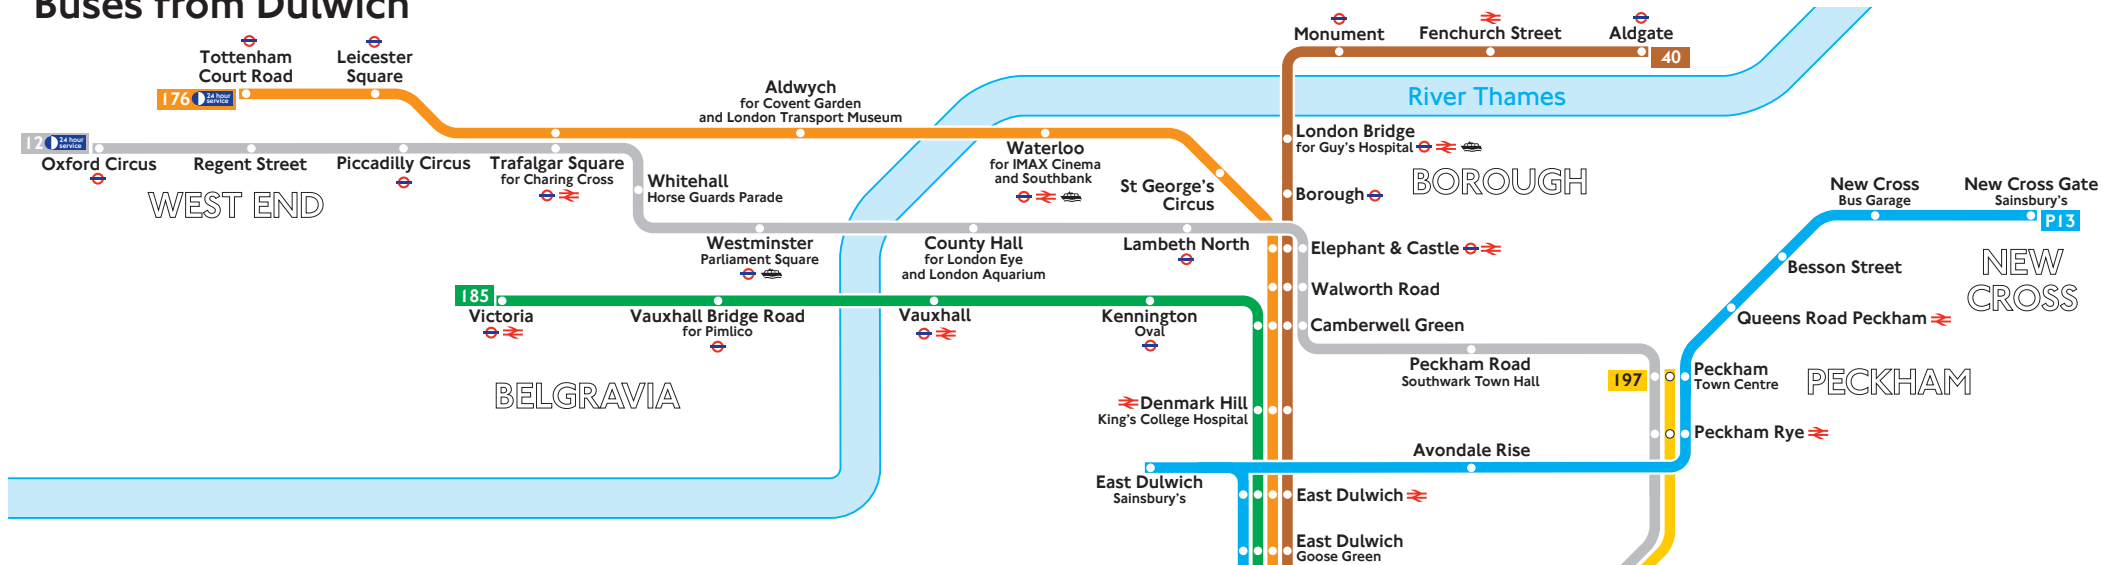 Buses from Dulwich
Tottenham
Court Road
Leicester
Square
176
24 hour
service
Aldwych
for Covent Garden
and London Transport Museum
Monument
Fenchurch Street
Aldgate
40
River Thames
12
24 hour
service
Oxford Circus
Regent Street
Piccadilly Circus
Trafalgar Square
for Charing Cross
WEST END
Whitehall
Horse Guards Parade
Waterloo
for IMAX Cinema
and Southbank
St George's
Circus
London Bridge
for Guy's Hospital
Borough
BOROUGH
New Cross
Bus Garage
New Cross Gate
Sainsbury's
P13
Westminster
Parliament Square
County Hall
for London Eye
and London Aquarium
Lambeth North
Elephant & Castle
Walworth Road
Camberwell Green
Besson Street
NEW
CROSS
Queens Road Peckham
185
Victoria
Vauxhall Bridge Road
for Pimlico
Vauxhall
Kennington
Oval
BELGRAVIA
Peckham Road
Southwark Town Hall
197
Peckham
Town Centre
PECKHAM
Denmark Hill
King's College Hospital
Peckham Rye
Avondale Rise
East Dulwich
Sainsbury's
East Dulwich
East Dulwich
Goose Green